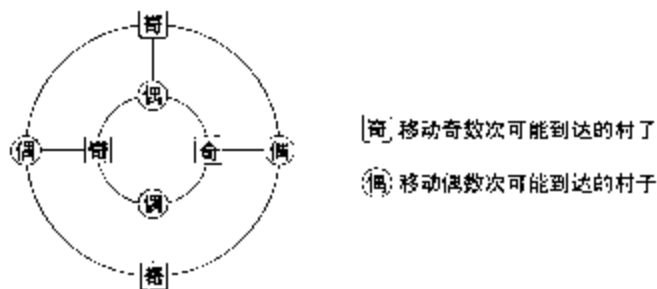 奇
偶
偶 奇 奇 偶
偶
奇
奇 移动奇数次可能到达的村子
偶 移动偶数次可能到达的村子